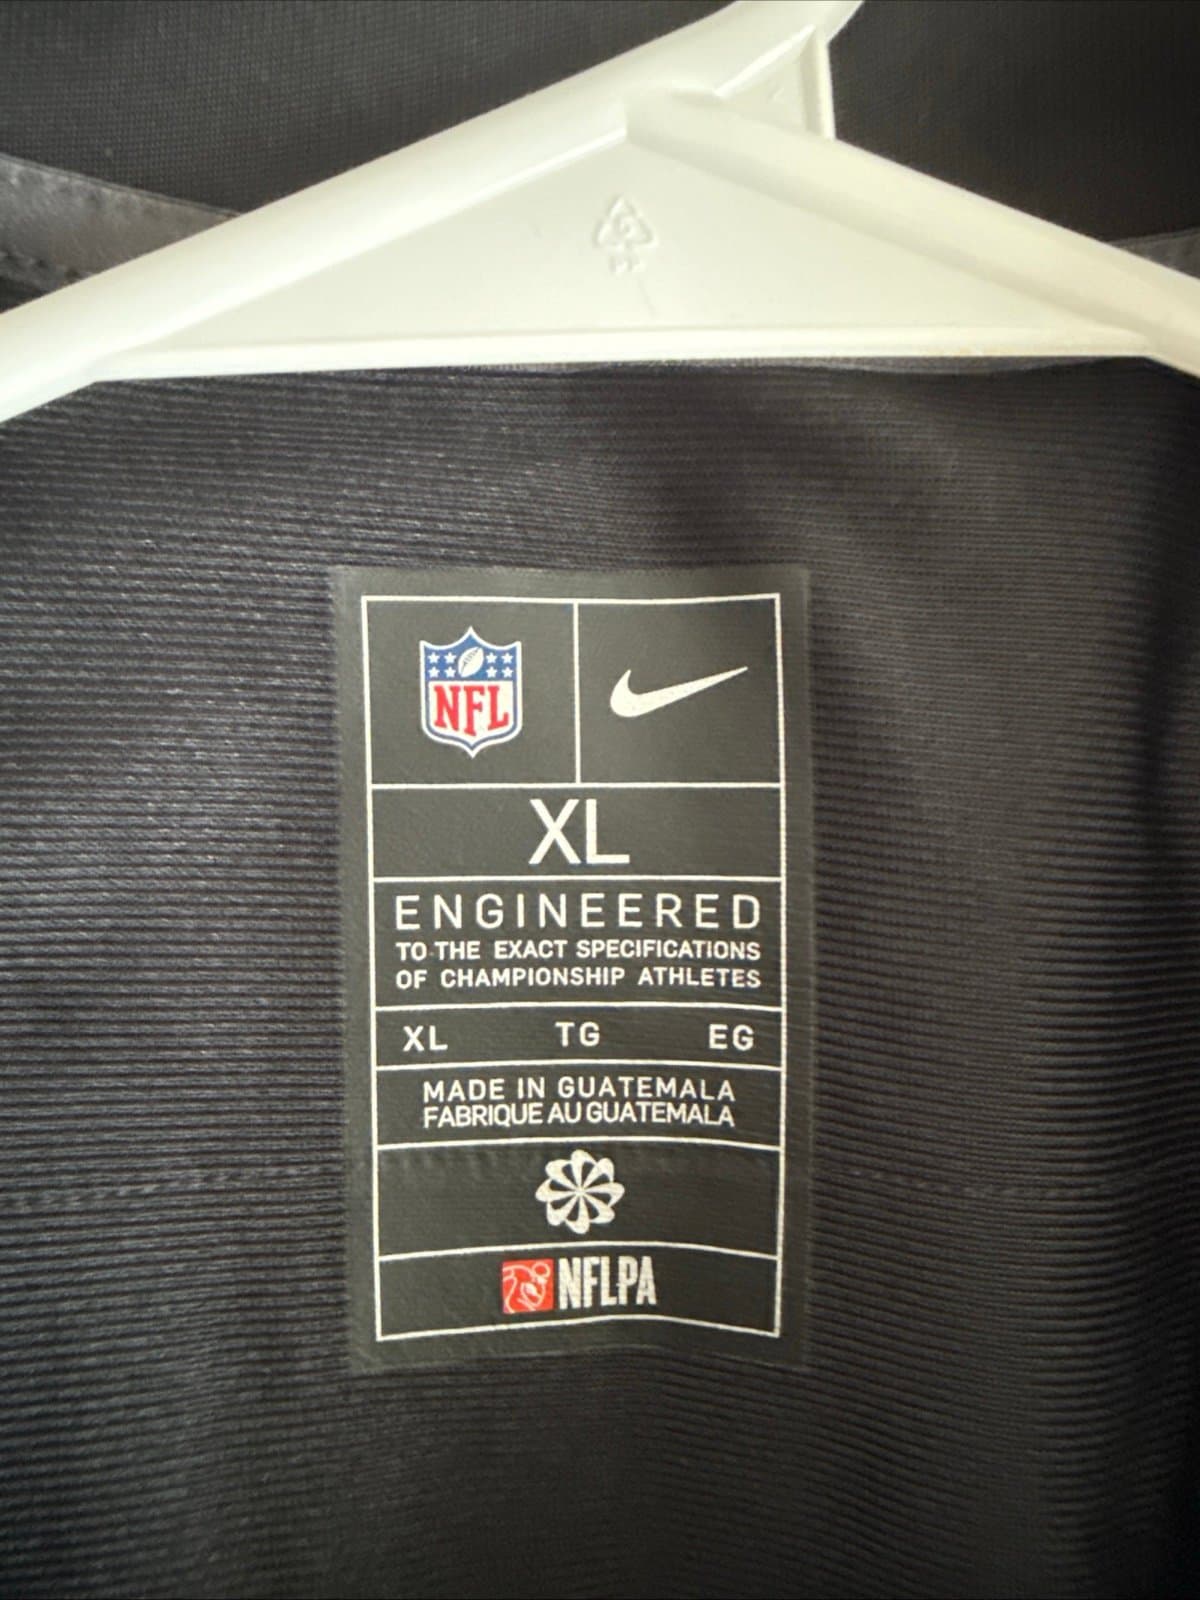 NFL
XL
ENGINEERED
TO THE EXACT SPECIFICATIONS
OF CHAMPIONSHIP ATHLETES
XL TG EG
MADE IN GUATEMALA
FABRIQUE AU GUATEMALA
NFLPA